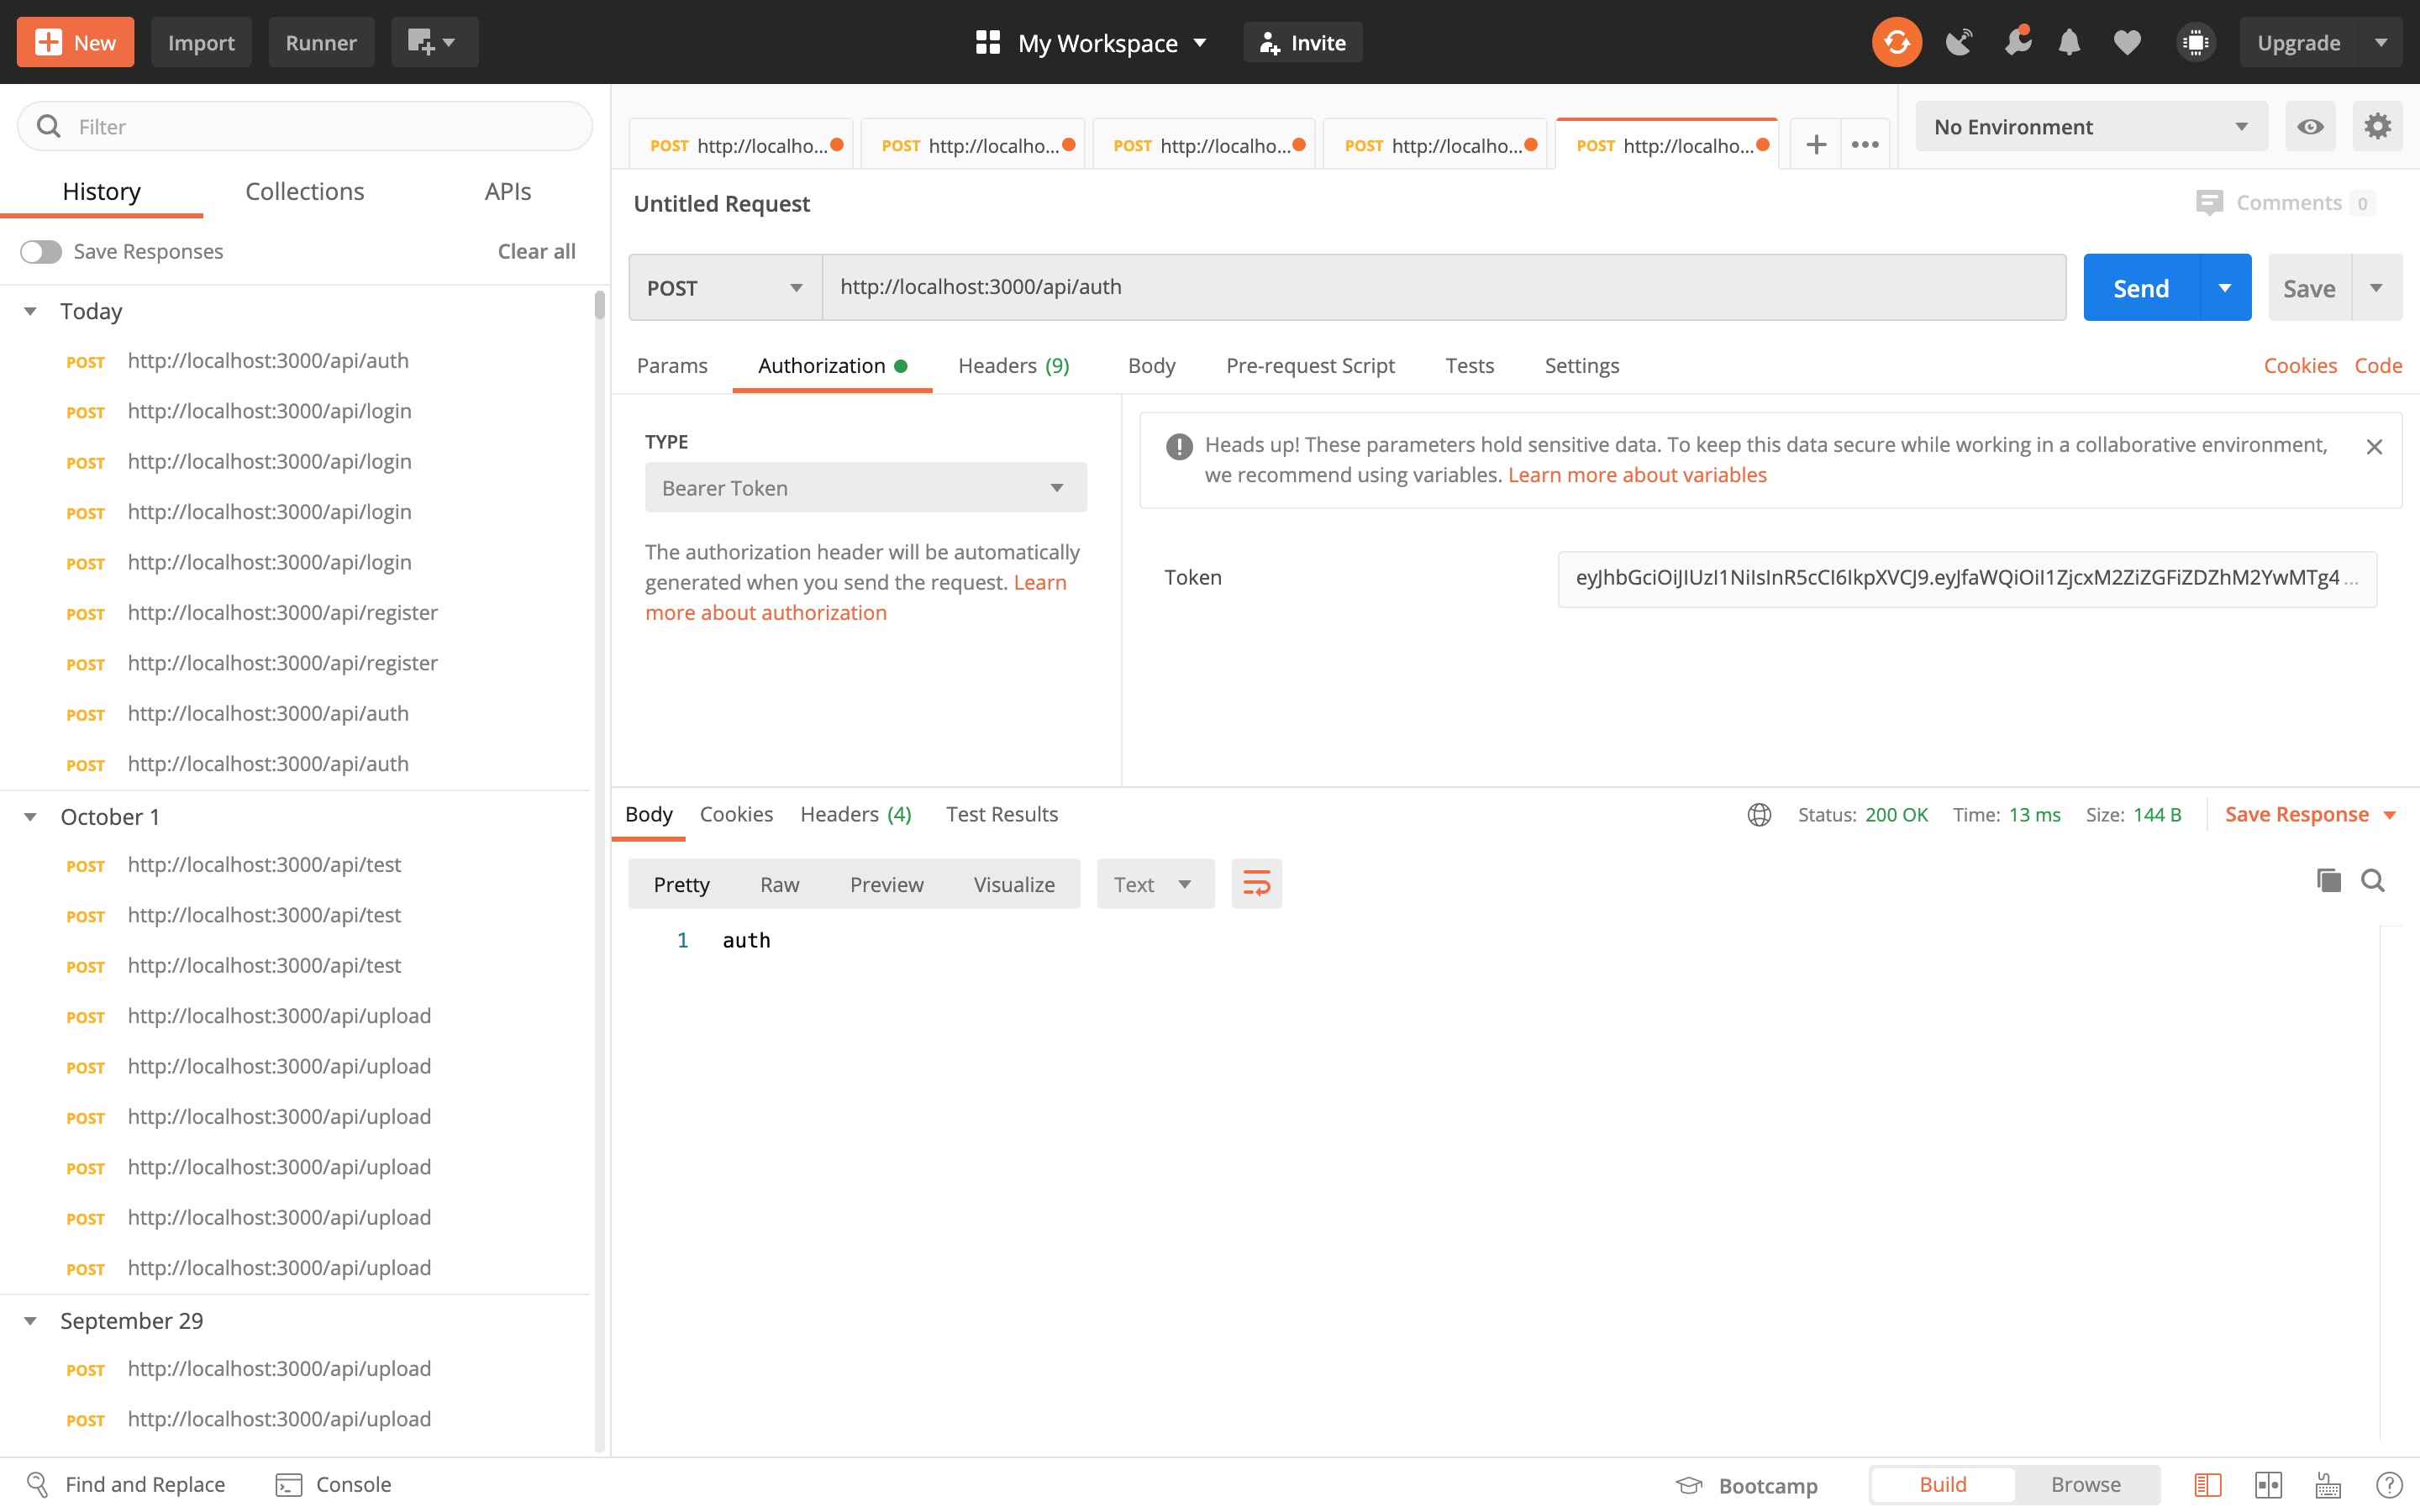 New
Import
Runner
My Workspace
Invite
Upgrade
Filter
History
Collections
APIs
Save Responses
Clear all
Today
POST http://localhost:3000/api/auth
POST http://localhost:3000/api/login
POST http://localhost:3000/api/login
POST http://localhost:3000/api/login
POST http://localhost:3000/api/login
POST http://localhost:3000/api/register
POST http://localhost:3000/api/register
POST http://localhost:3000/api/auth
POST http://localhost:3000/api/auth
October 1
POST http://localhost:3000/api/test
POST http://localhost:3000/api/test
POST http://localhost:3000/api/test
POST http://localhost:3000/api/upload
POST http://localhost:3000/api/upload
POST http://localhost:3000/api/upload
POST http://localhost:3000/api/upload
POST http://localhost:3000/api/upload
POST http://localhost:3000/api/upload
September 29
POST http://localhost:3000/api/upload
POST http://localhost:3000/api/upload
POST http://localho...
POST http://localho...
POST http://localho...
POST http://localho...
POST http://localho...
No Environment
Untitled Request
Comments 0
POST
http://localhost:3000/api/auth
Send
Save
Params
Authorization
Headers (9)
Body
Pre-request Script
Tests
Settings
Cookies
Code
TYPE
Bearer Token
The authorization header will be automatically
generated when you send the request. Learn
more about authorization
Heads up! These parameters hold sensitive data. To keep this data secure while working in a collaborative environment,
we recommend using variables. Learn more about variables
Token
eyJhbGciOiJIUzI1NiIsInR5cCI6IkpXVCJ9.eyJfaWQiOiI1ZjcxM2ZiZGFiZDZhM2YwMTg4 ...
Body
Cookies
Headers (4)
Test Results
Status: 200 OK
Time: 13 ms
Size: 144 B
Save Response
Pretty
Raw
Preview
Visualize
Text
1 auth
Find and Replace
Console
Bootcamp
Build
Browse